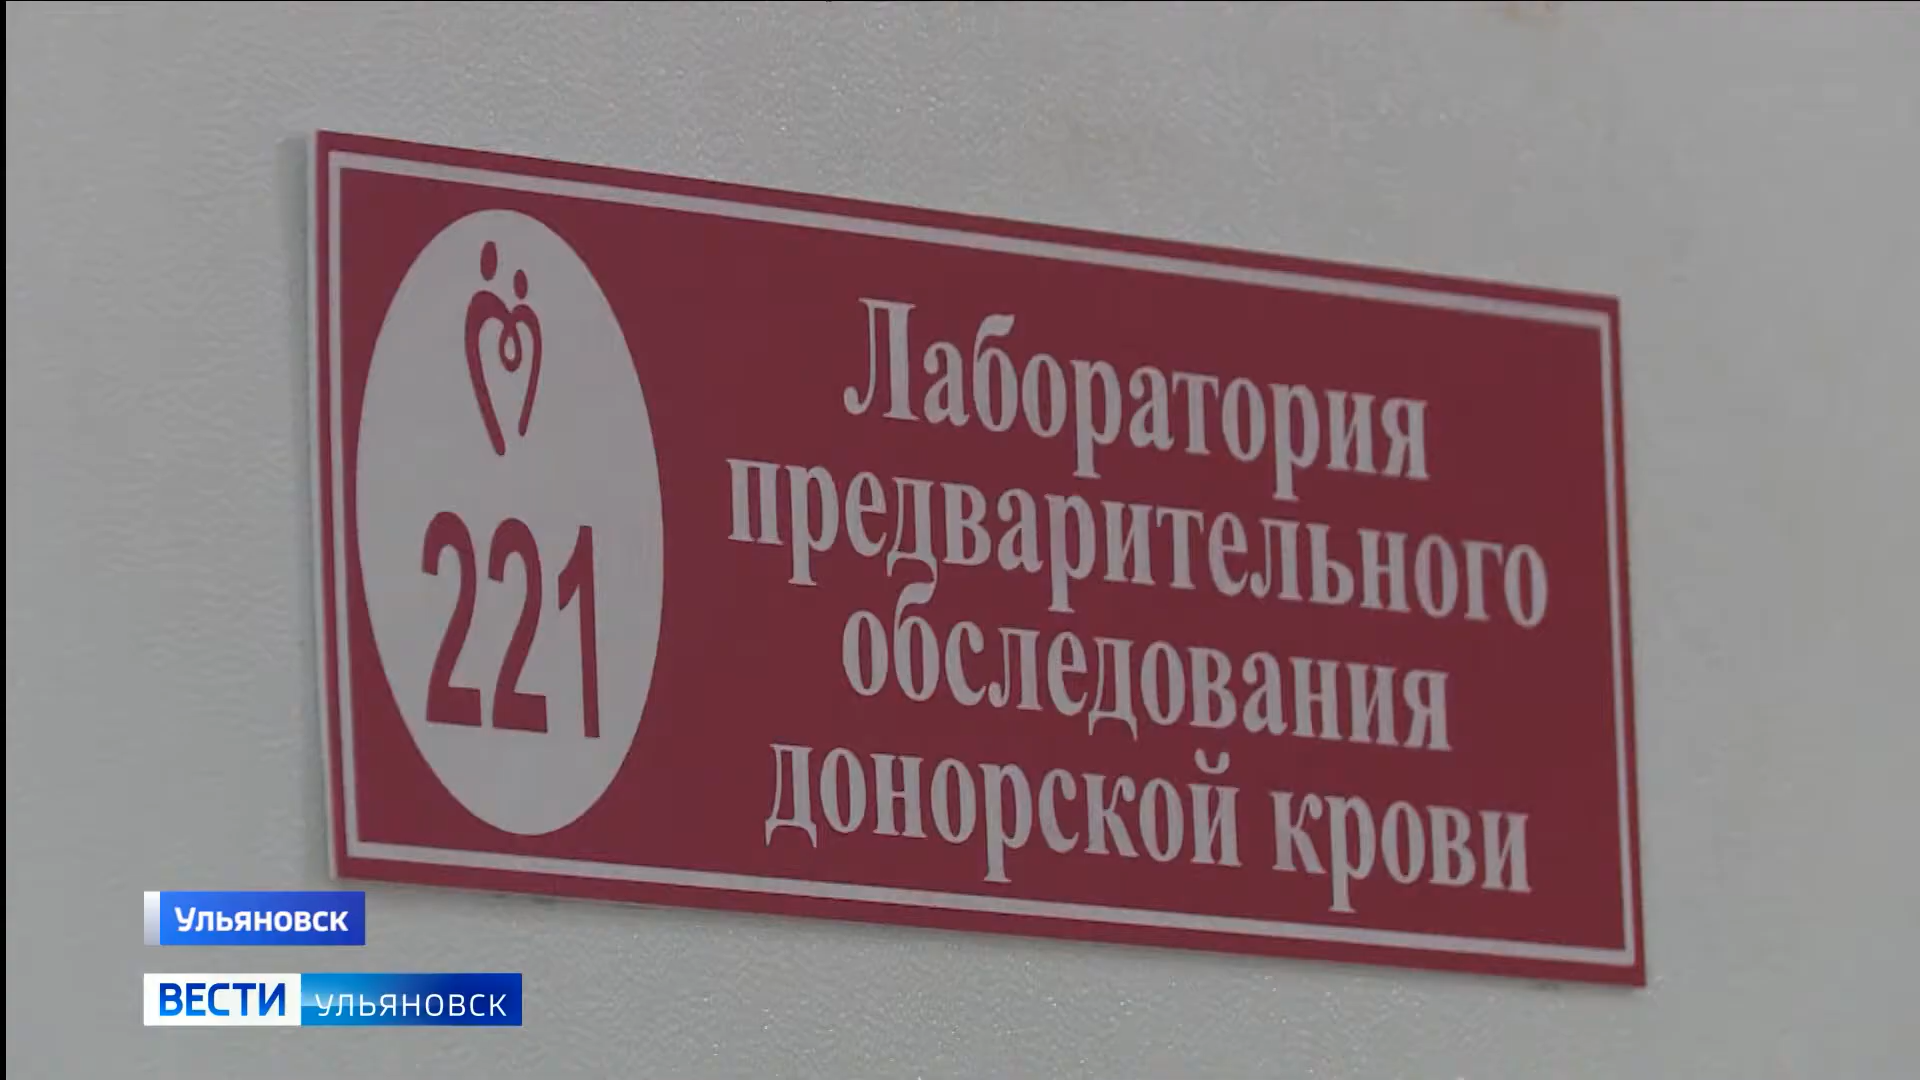 221
Лаборатория
предварительного
обследования
донорской крови
Ульяновск
ВЕСТИ УЛЬЯНОВСК